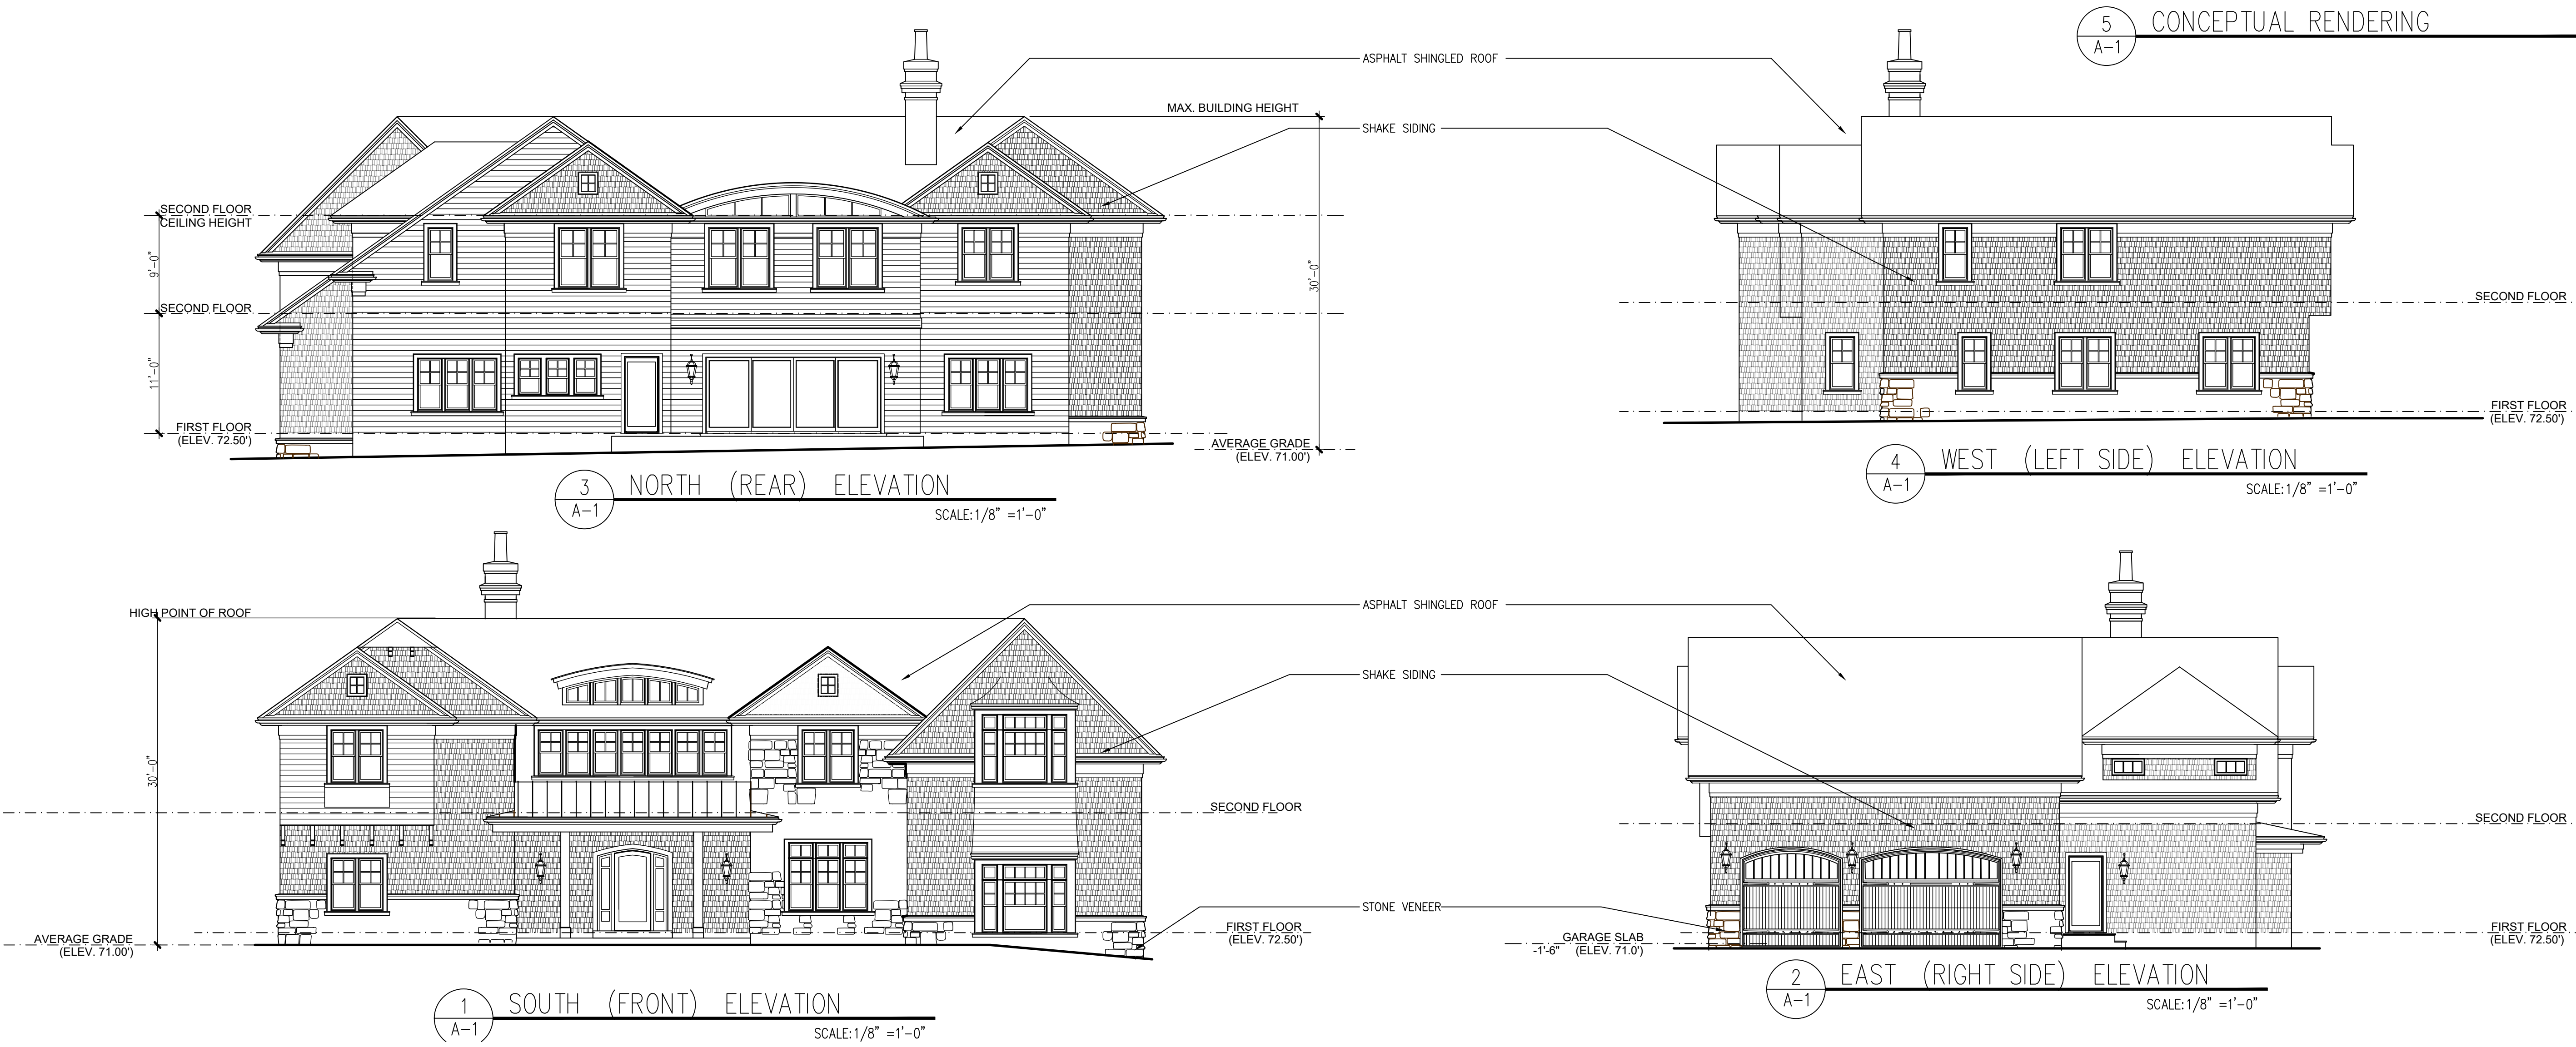 5
A-1
CONCEPTUAL RENDERING
ASPHALT SHINGLED ROOF
MAX. BUILDING HEIGHT
SHAKE SIDING
SECOND FLOOR
CEILING HEIGHT
9'-0"
30'-0"
SECOND FLOOR
SECOND FLOOR
11'-0"
FIRST FLOOR
(ELEV. 72.50')
AVERAGE GRADE
(ELEV. 71.00')
FIRST FLOOR
(ELEV. 72.50')
3
A-1
NORTH (REAR) ELEVATION
SCALE: 1/8" =1'-0"
4
A-1
WEST (LEFT SIDE) ELEVATION
SCALE: 1/8" =1'-0"
HIGH POINT OF ROOF
ASPHALT SHINGLED ROOF
SHAKE SIDING
30'-0"
SECOND FLOOR
SECOND FLOOR
STONE VENEER
AVERAGE GRADE
(ELEV. 71.00')
FIRST FLOOR
(ELEV. 72.50')
GARAGE SLAB
-1'-6" (ELEV. 71.0')
FIRST FLOOR
(ELEV. 72.50')
1
A-1
SOUTH (FRONT) ELEVATION
SCALE: 1/8" =1'-0"
2
A-1
EAST (RIGHT SIDE) ELEVATION
SCALE: 1/8" =1'-0"